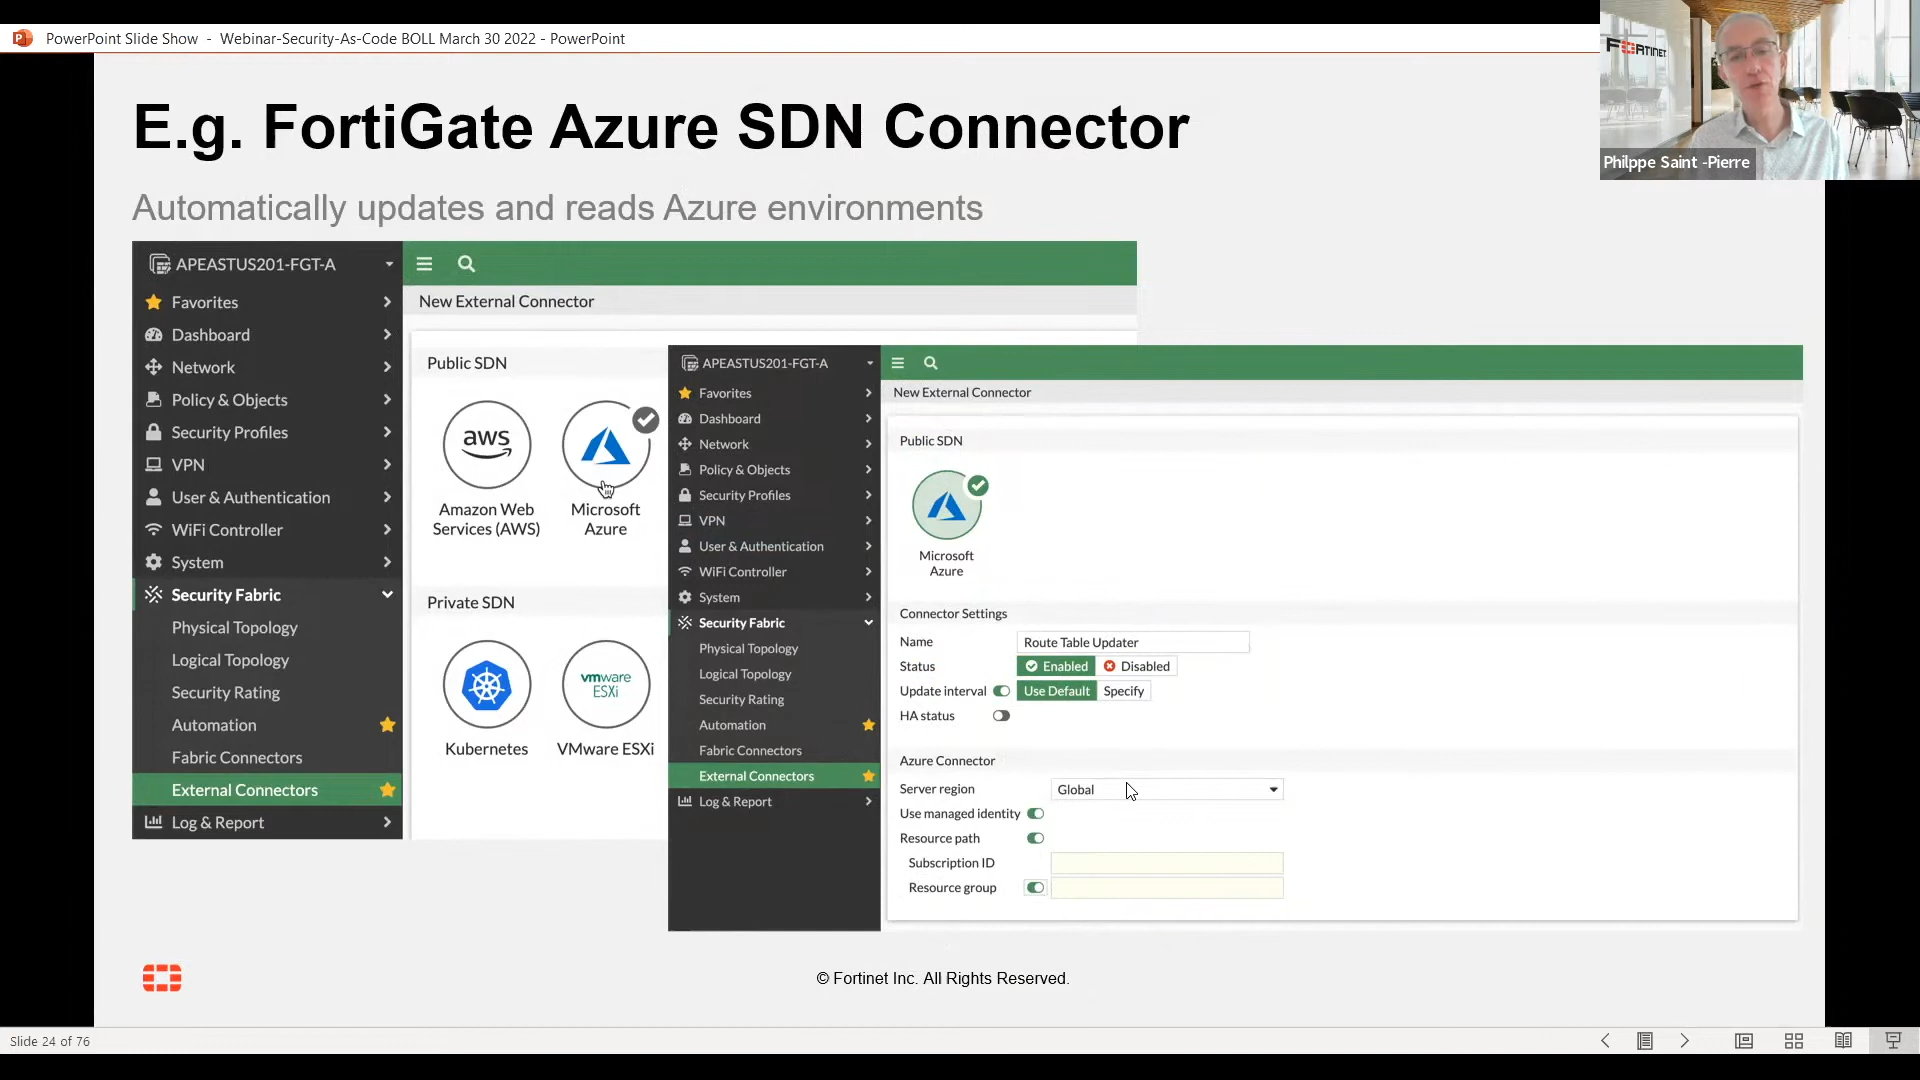 PowerPoint Slide Show - Webinar-Security-As-Code BOLL March 30 2022 - PowerPoint
FORTINET
Philppe Saint -Pierre
E.g. FortiGate Azure SDN Connector
Automatically updates and reads Azure environments
APEASTUS201-FGT-A
Favorites
Dashboard
Network
Policy & Objects
Security Profiles
VPN
User & Authentication
WiFi Controller
System
Security Fabric
Physical Topology
Logical Topology
Security Rating
Automation
Fabric Connectors
External Connectors
Log & Report
New External Connector
Public SDN
aws
Amazon Web
Services (AWS)
Microsoft
Azure
Private SDN
Kubernetes
vmware
ESXi
VMware ESXi
APEASTUS201-FGT-A
Favorites
Dashboard
Network
Policy & Objects
Security Profiles
VPN
User & Authentication
WiFi Controller
System
Security Fabric
Physical Topology
Logical Topology
Security Rating
Automation
Fabric Connectors
External Connectors
Log & Report
New External Connector
Public SDN
Microsoft
Azure
Connector Settings
Name Route Table Updater
Status Enabled Disabled
Update interval Use Default Specify
HA status
Azure Connector
Server region Global
Use managed identity
Resource path
Subscription ID
Resource group
© Fortinet Inc. All Rights Reserved.
Slide 24 of 76